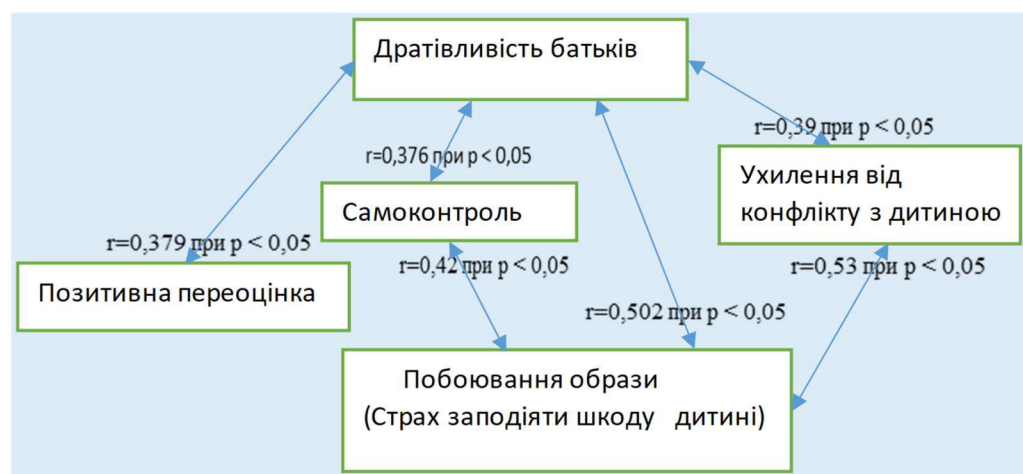 Дратівливість батьків
r=0,39 при p < 0,05
r=0,376 при p < 0,05
Ухилення від
конфлікту з дитиною
Самоконтроль
r=0,379 при p < 0,05
r=0,42 при p < 0,05
r=0,53 при p < 0,05
Позитивна переоцінка
r=0,502 при p < 0,05
Побоювання образи
(Страх заподіяти шкоду дитині)